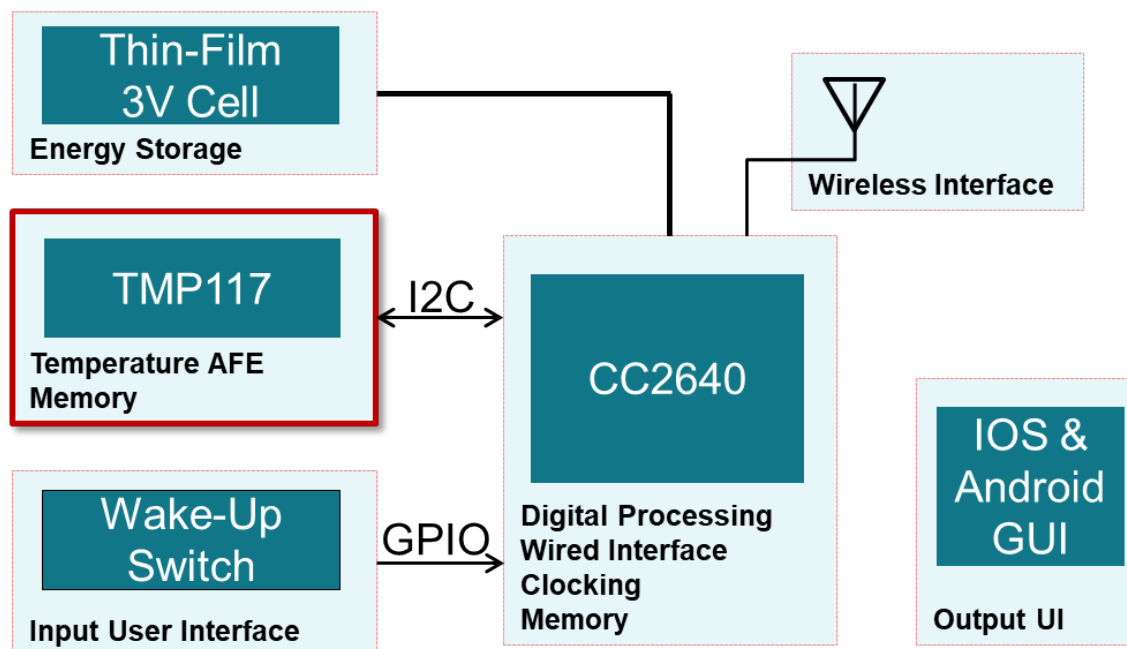 Thin-Film
3V Cell
Energy Storage
Wireless Interface
TMP117
Temperature AFE
Memory
I2C
CC2640
Digital Processing
Wired Interface
Clocking
Memory
Wake-Up
Switch
Input User Interface
GPIO
IOS &
Android
GUI
Output UI